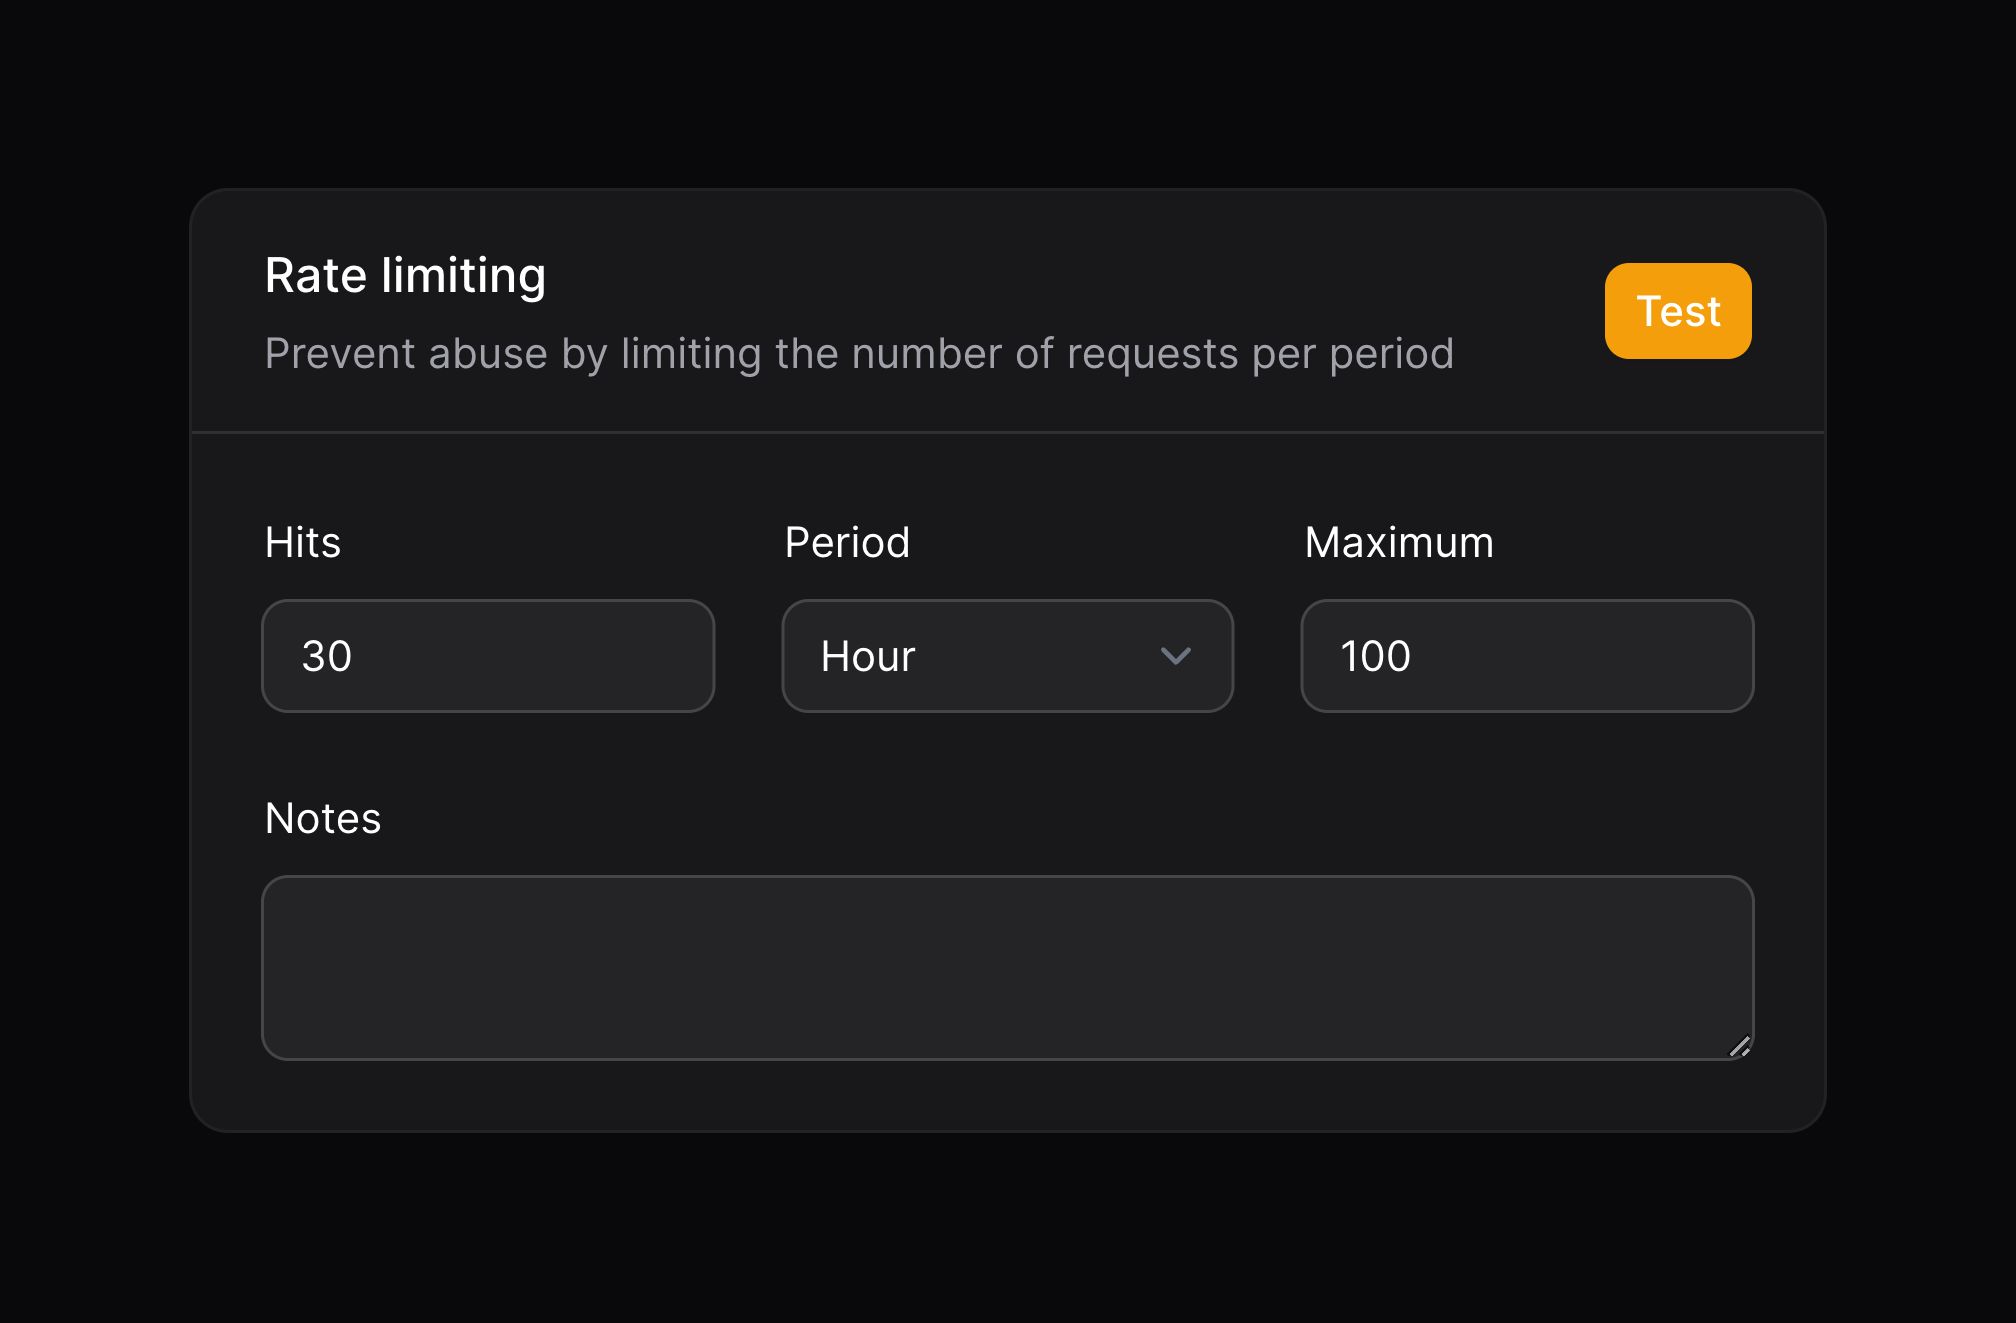 Rate limiting
Prevent abuse by limiting the number of requests per period
Test
Hits
Period
Maximum
30
Hour
100
Notes